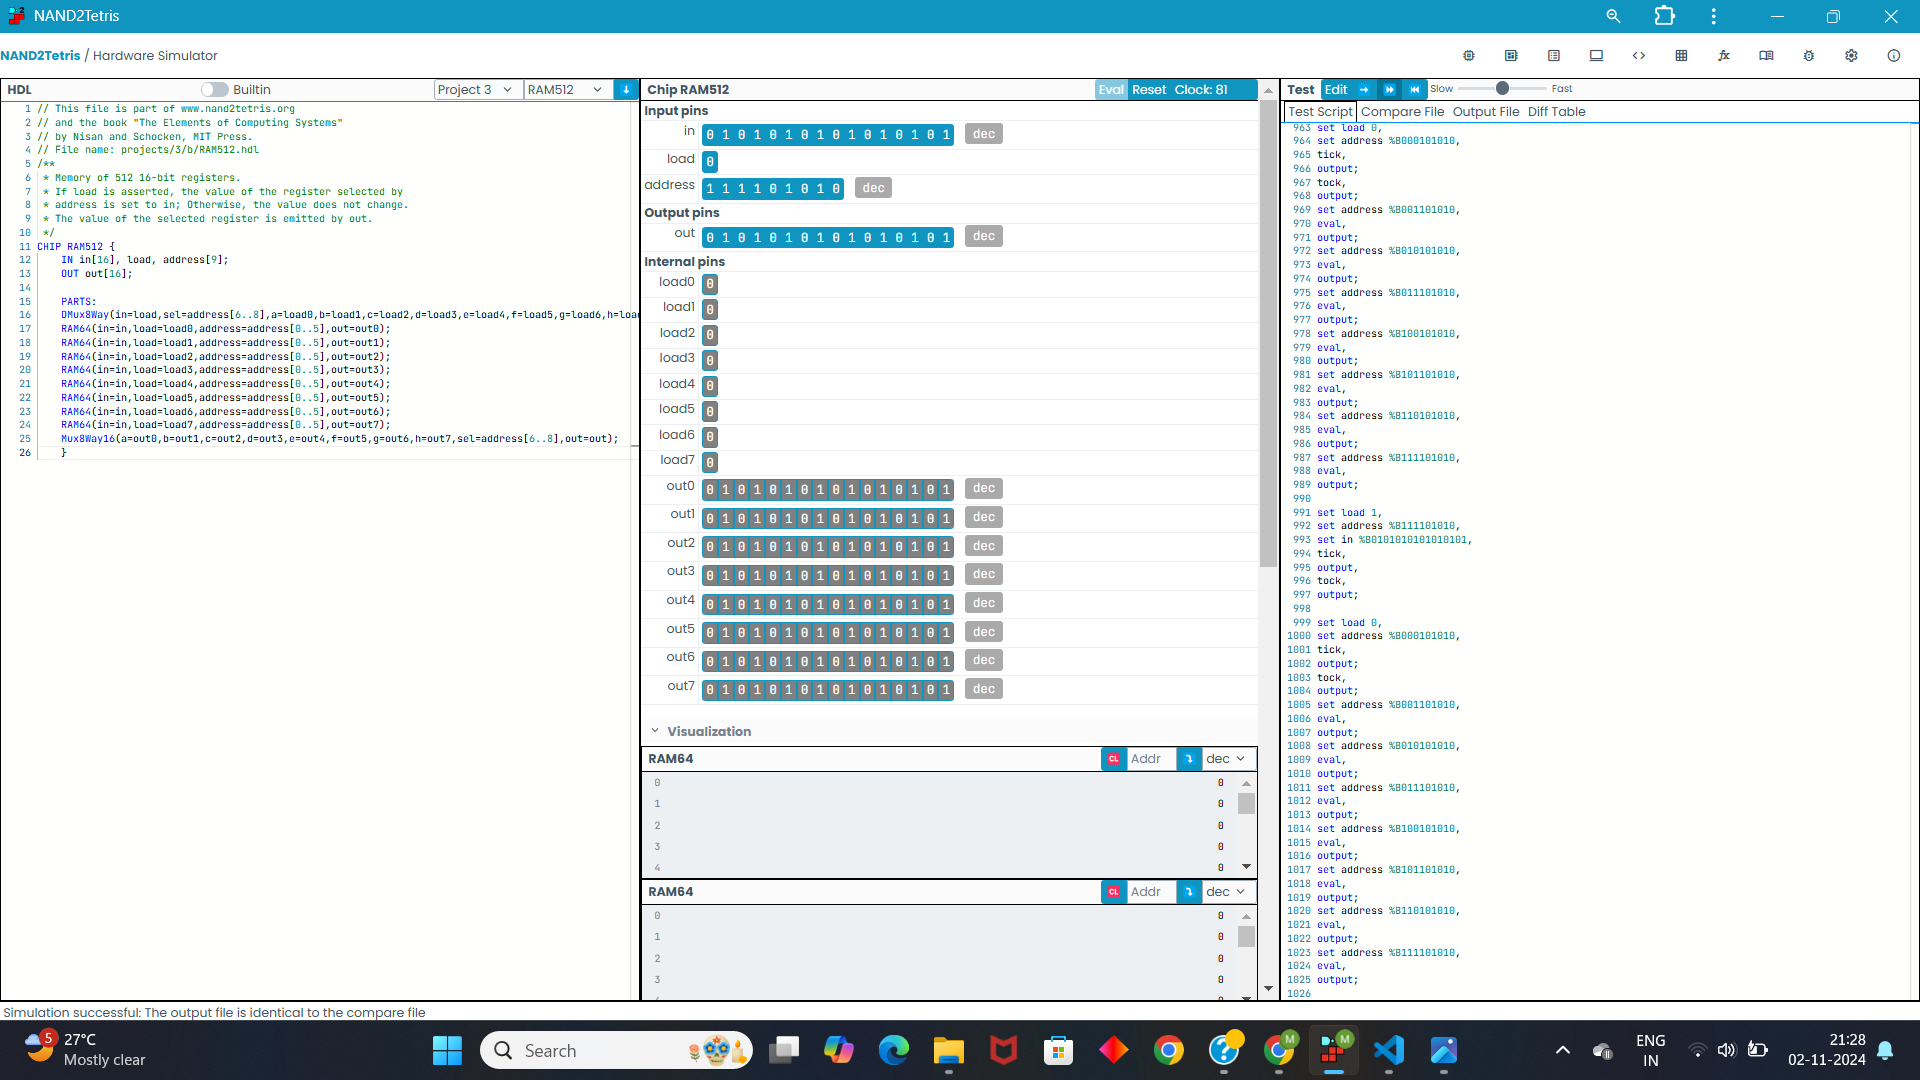 NAND2Tetris
NAND2Tetris / Hardware Simulator
HDL
Builtin
Project 3
RAM512
1 // This file is part of www.nand2tetris.org
2 // and the book "The Elements of Computing Systems"
3 // by Nisan and Schocken, MIT Press.
4 // File name: projects/3/b/RAM512.hdl
5 /**
6 * Memory of 512 16-bit registers.
7 * If load is asserted, the value of the register selected by
8 * address is set to in; Otherwise, the value does not change.
9 * The value of the selected register is emitted by out.
10 */
11 CHIP RAM512 {
12 IN in[16], load, address[9];
13 OUT out[16];
14
15 PARTS:
16 DMux8Way(in=load,sel=address[6..8],a=load0,b=load1,c=load2,d=load3,e=load4,f=load5,g=load6,h=load
17 RAM64(in=in,load=load0,address=address[0..5],out=out0);
18 RAM64(in=in,load=load1,address=address[0..5],out=out1);
19 RAM64(in=in,load=load2,address=address[0..5],out=out2);
20 RAM64(in=in,load=load3,address=address[0..5],out=out3);
21 RAM64(in=in,load=load4,address=address[0..5],out=out4);
22 RAM64(in=in,load=load5,address=address[0..5],out=out5);
23 RAM64(in=in,load=load6,address=address[0..5],out=out6);
24 RAM64(in=in,load=load7,address=address[0..5],out=out7);
25 Mux8Way16(a=out0,b=out1,c=out2,d=out3,e=out4,f=out5,g=out6,h=out7,sel=address[6..8],out=out);
26 }
Chip RAM512
Eval Reset Clock: 81
Input pins
in 0 1 0 1 0 1 0 1 0 1 0 1 0 1 0 1 dec
load 0
address 1 1 1 1 0 1 0 1 0 dec
Output pins
out 0 1 0 1 0 1 0 1 0 1 0 1 0 1 0 1 dec
Internal pins
load0 0
load1 0
load2 0
load3 0
load4 0
load5 0
load6 0
load7 0
out0 0 1 0 1 0 1 0 1 0 1 0 1 0 1 0 1 dec
out1 0 1 0 1 0 1 0 1 0 1 0 1 0 1 0 1 dec
out2 0 1 0 1 0 1 0 1 0 1 0 1 0 1 0 1 dec
out3 0 1 0 1 0 1 0 1 0 1 0 1 0 1 0 1 dec
out4 0 1 0 1 0 1 0 1 0 1 0 1 0 1 0 1 dec
out5 0 1 0 1 0 1 0 1 0 1 0 1 0 1 0 1 dec
out6 0 1 0 1 0 1 0 1 0 1 0 1 0 1 0 1 dec
out7 0 1 0 1 0 1 0 1 0 1 0 1 0 1 0 1 dec
Visualization
RAM64 CL Addr dec
0 0
1 0
2 0
3 0
4 0
RAM64 CL Addr dec
0 0
1 0
2 0
3 0
Test Edit Slow Fast
Test Script Compare File Output File Diff Table
963 set load 0,
964 set address %B000101010,
965 tick,
966 output;
967 tock,
968 output;
969 set address %B001101010,
970 eval,
971 output;
972 set address %B010101010,
973 eval,
974 output;
975 set address %B011101010,
976 eval,
977 output;
978 set address %B100101010,
979 eval,
980 output;
981 set address %B101101010,
982 eval,
983 output;
984 set address %B110101010,
985 eval,
986 output;
987 set address %B111101010,
988 eval,
989 output;
990
991 set load 1,
992 set address %B111101010,
993 set in %B0101010101010101,
994 tick,
995 output,
996 tock,
997 output;
998
999 set load 0,
1000 set address %B000101010,
1001 tick,
1002 output;
1003 tock,
1004 output;
1005 set address %B001101010,
1006 eval,
1007 output;
1008 set address %B010101010,
1009 eval,
1010 output;
1011 set address %B011101010,
1012 eval,
1013 output;
1014 set address %B100101010,
1015 eval,
1016 output;
1017 set address %B101101010,
1018 eval,
1019 output;
1020 set address %B110101010,
1021 eval,
1022 output;
1023 set address %B111101010,
1024 eval,
1025 output;
1026
Simulation successful: The output file is identical to the compare file
5
27°C
Mostly clear
Search
M
M
ENG
IN
21:28
02-11-2024